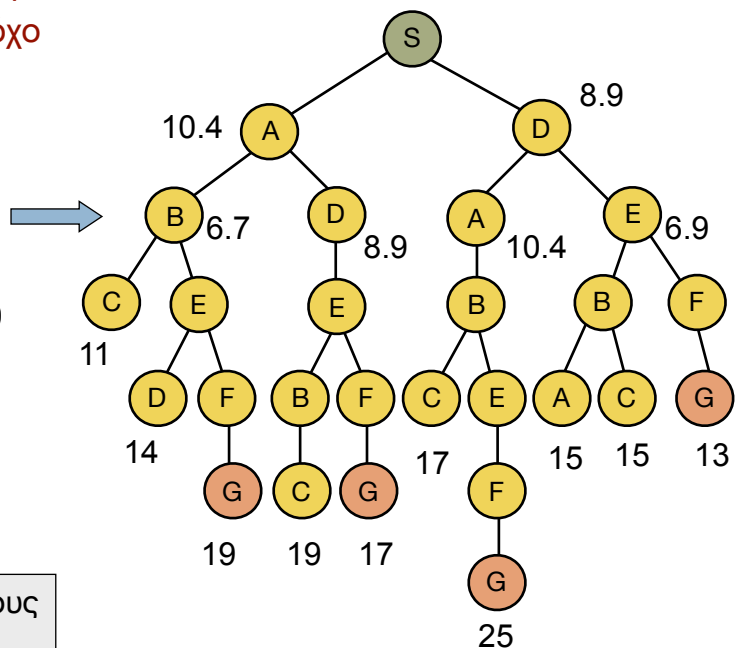 οχο
S
8.9
10.4 A D
B 6.7 D 8.9 A 10.4 E 6.9
C E E B B F
11
D F B F C E A C G
14 17 15 15 13
G C G F
19 19 17
G
ους
25